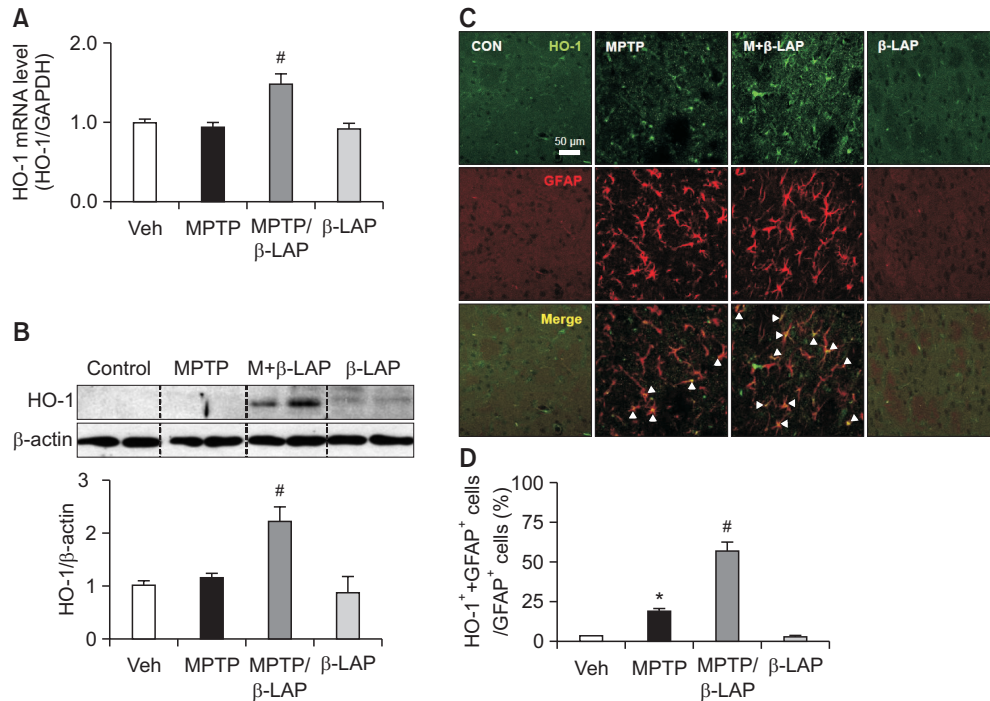 A
HO-1 mRNA level
(HO-1/GAPDH)
2.0
1.0
0.0
#
Veh
MPTP
MPTP/
β-LAP
β-LAP
B
Control
MPTP
M+β-LAP
β-LAP
HO-1
β-actin
HO-1/β-actin
3
2
1
0
#
Veh
MPTP
MPTP/
β-LAP
β-LAP
C
CON
HO-1
MPTP
M+β-LAP
β-LAP
50 μm
GFAP
Merge
D
HO-1⁺+GFAP⁺ cells
/GFAP⁺ cells (%)
100
75
50
25
0
*
#
Veh
MPTP
MPTP/
β-LAP
β-LAP